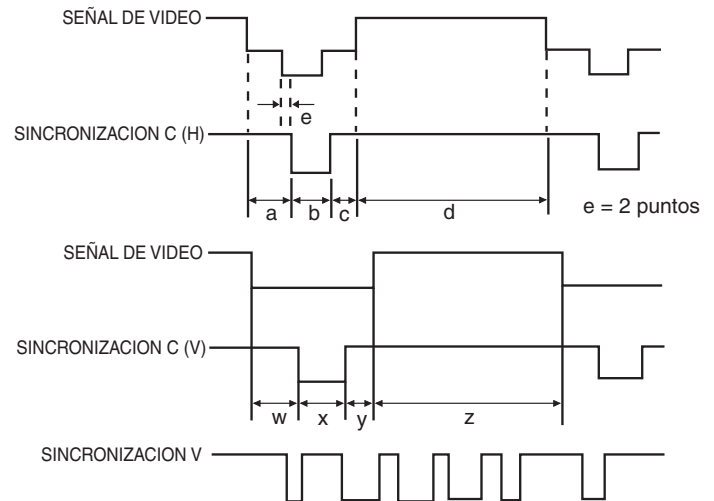 SEÑAL DE VIDEO
e
SINCRONIZACION C (H)
a b c d
e = 2 puntos
SEÑAL DE VIDEO
SINCRONIZACION C (V)
w x y z
SINCRONIZACION V